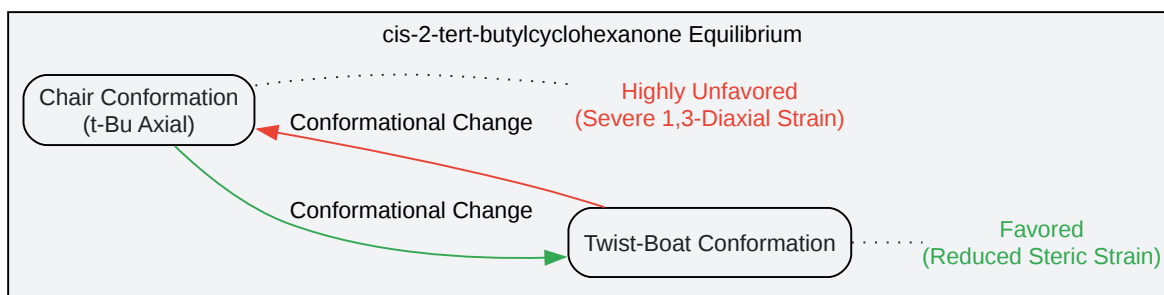 cis-2-tert-butylcyclohexanone Equilibrium
Chair Conformation
(t-Bu Axial)
Highly Unfavored
(Severe 1,3-Diaxial Strain)
Conformational Change
Conformational Change
Twist-Boat Conformation
Favored
(Reduced Steric Strain)